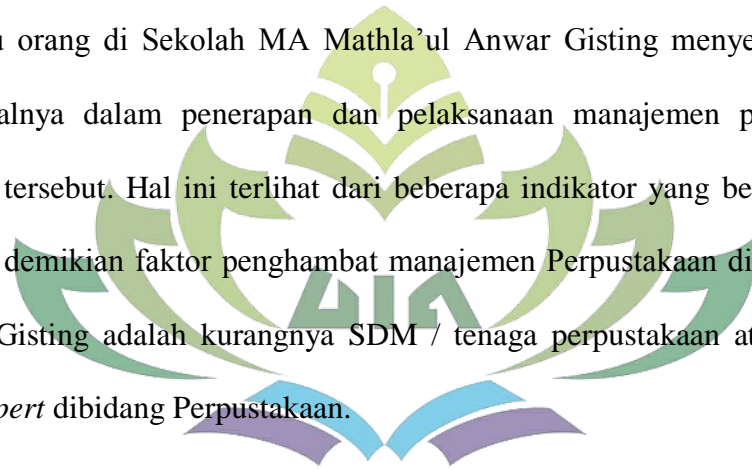 orang di Sekolah MA Mathla’ul Anwar Gisting menye
alnya dalam penerapan dan pelaksanaan manajemen p
tersebut. Hal ini terlihat dari beberapa indikator yang be
demikian faktor penghambat manajemen Perpustakaan di
Gisting adalah kurangnya SDM / tenaga perpustakaan at
pert dibidang Perpustakaan.
UIN